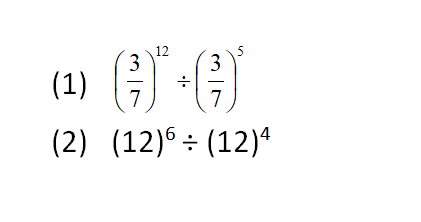 (1) (3/7)¹² ÷ (3/7)⁵
(2) (12)⁶ ÷ (12)⁴